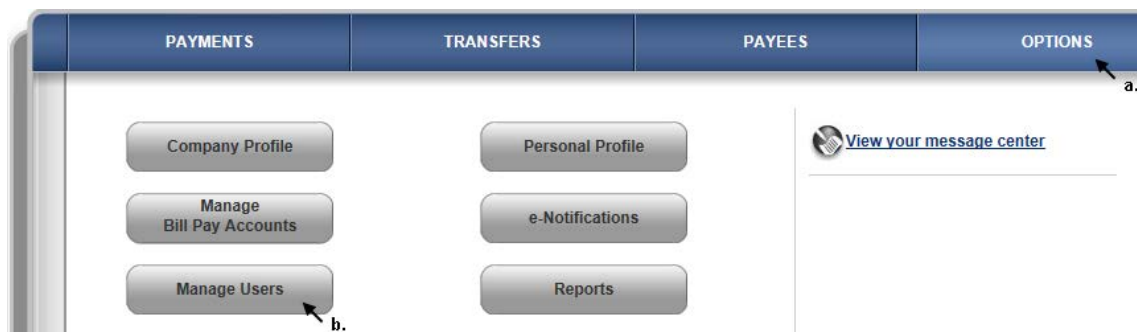 PAYMENTS TRANSFERS PAYEES OPTIONS
a.
Company Profile
Personal Profile
View your message center
Manage
Bill Pay Accounts
e-Notifications
Manage Users
Reports
b.